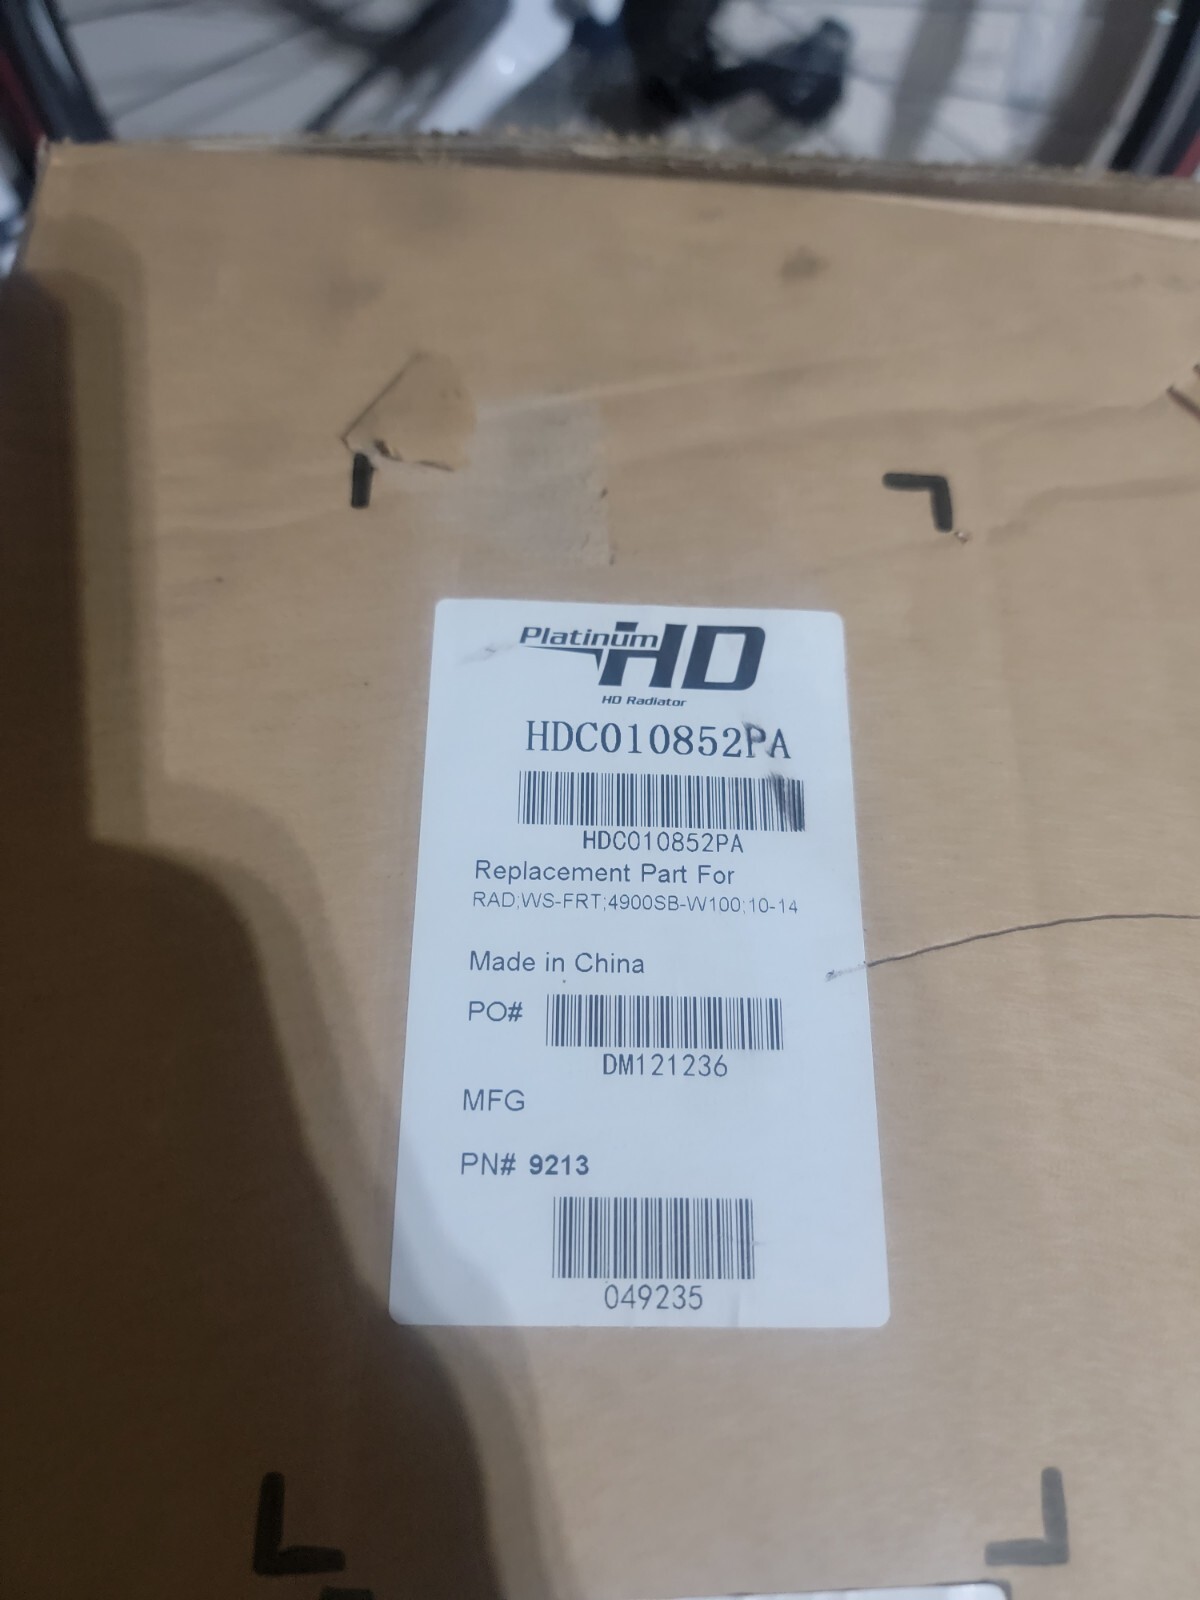 Platinum HD
HD Radiator
HDC010852PA
HDC010852PA
Replacement Part For
RAD;WS-FRT;4900SB-W100;10-14
Made in China
PO#
DM121236
MFG
PN# 9213
049235